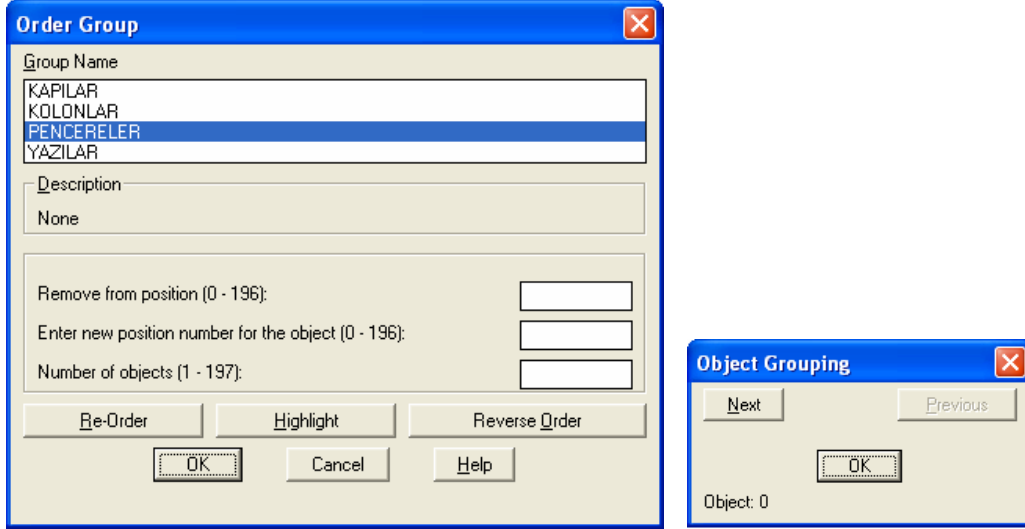 Order Group
Group Name
KAPILAR
KOLONLAR
PENCERELER
YAZILAR
Description
None
Remove from position (0 - 196):
Enter new position number for the object (0 - 196):
Number of objects (1 - 197):
Re-Order Highlight Reverse Order
OK Cancel Help
Object Grouping
Next Previous
OK
Object: 0